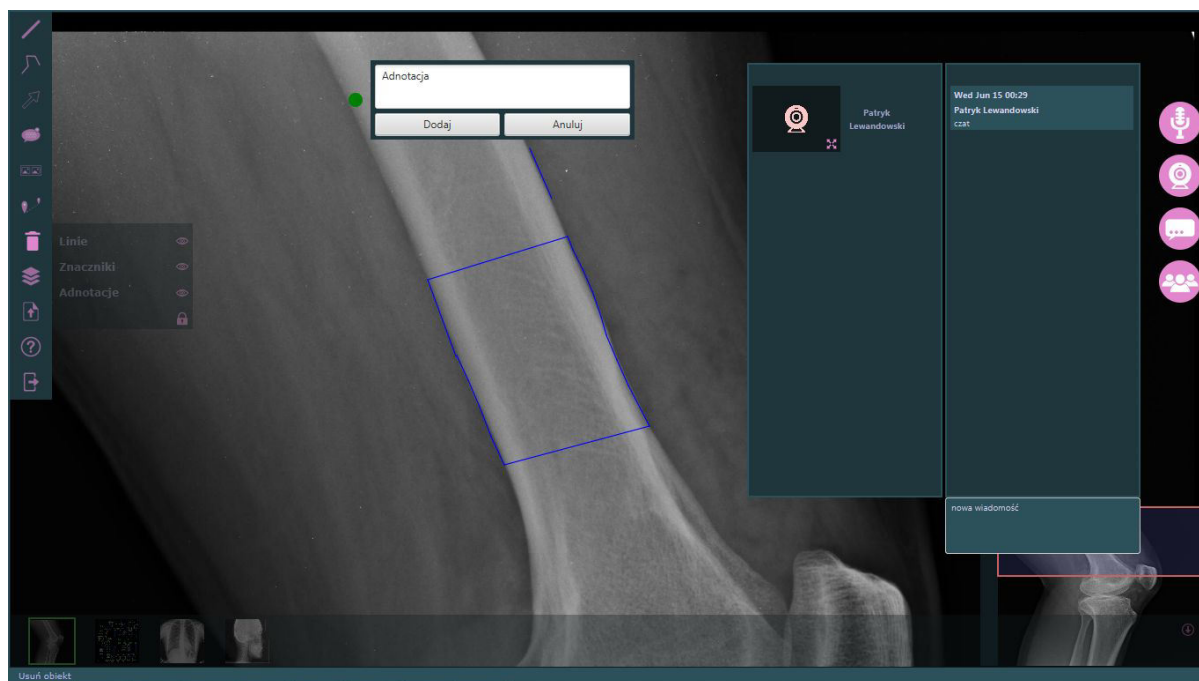 Adnotacja
Dodaj
Anuluj
Linie
Znaczniki
Adnotacje
Patryk
Lewandowski
Wed Jun 15 00:29
Patryk Lewandowski
czat
nowa wiadomość
Usuń obiekt